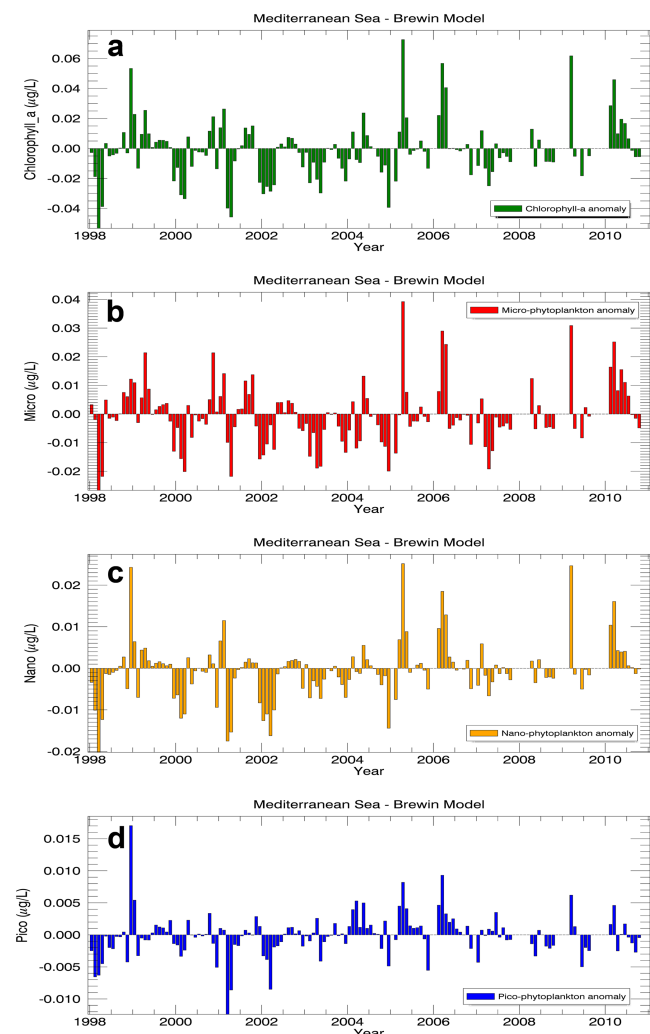 Mediterranean Sea - Brewin Model
a
0.06
0.04
0.02
0.00
-0.02
-0.04
Chlorophyll_a (μg/L)
Chlorophyll-a anomaly
1998 2000 2002 2004 2006 2008 2010
Year
Mediterranean Sea - Brewin Model
b
Micro-phytoplankton anomaly
0.04
0.03
0.02
0.01
0.00
-0.01
-0.02
Micro (μg/L)
1998 2000 2002 2004 2006 2008 2010
Year
Mediterranean Sea - Brewin Model
c
0.02
0.01
0.00
-0.01
-0.02
Nano (μg/L)
Nano-phytoplankton anomaly
1998 2000 2002 2004 2006 2008 2010
Year
Mediterranean Sea - Brewin Model
d
0.015
0.010
0.005
0.000
-0.005
-0.010
Pico (μg/L)
Pico-phytoplankton anomaly
1998 2000 2002 2004 2006 2008 2010
Year